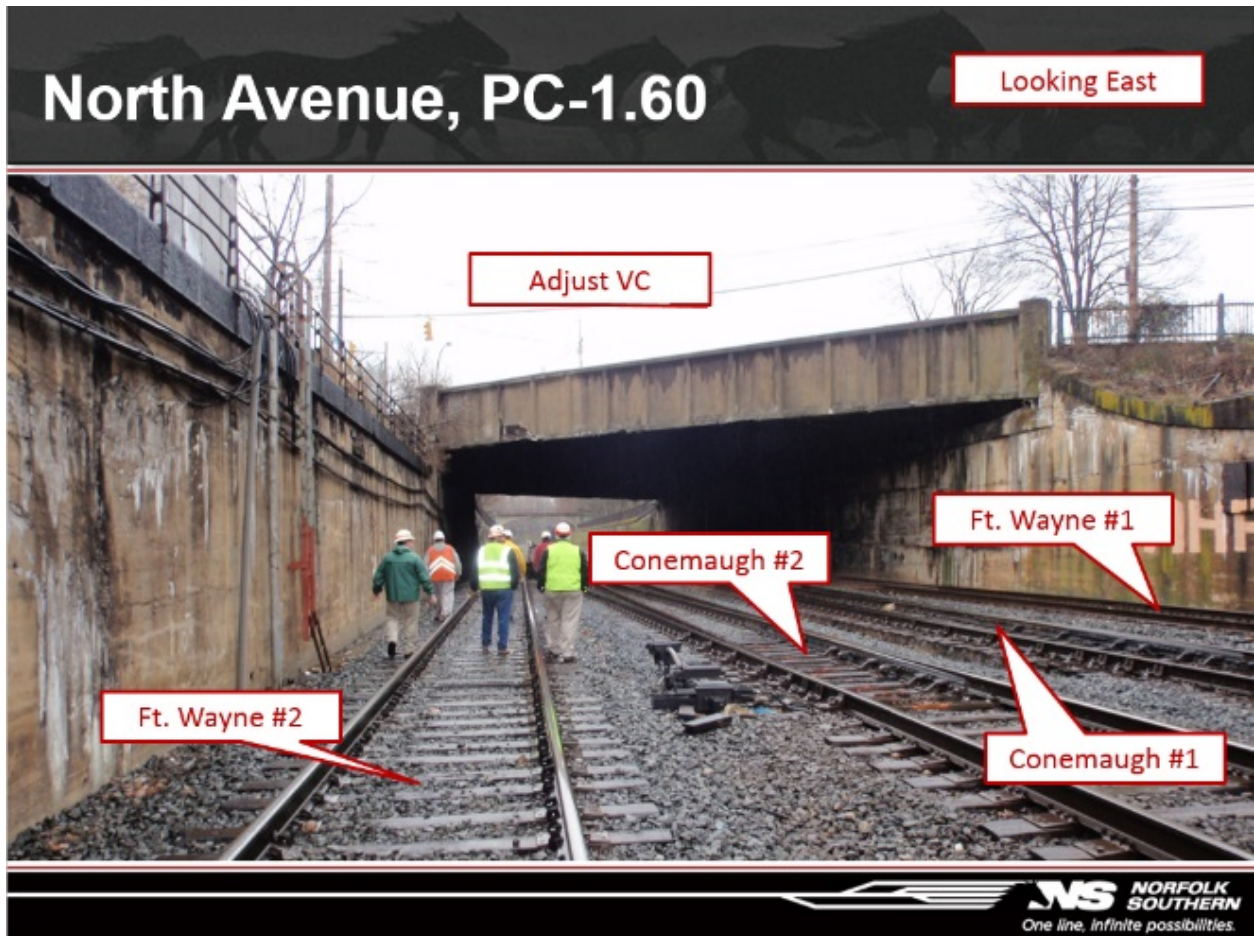 North Avenue, PC-1.60
Looking East
Adjust VC
Ft. Wayne #1
Conemaugh #2
Ft. Wayne #2
Conemaugh #1
NS NORFOLK
SOUTHERN
One line, infinite possibilities.